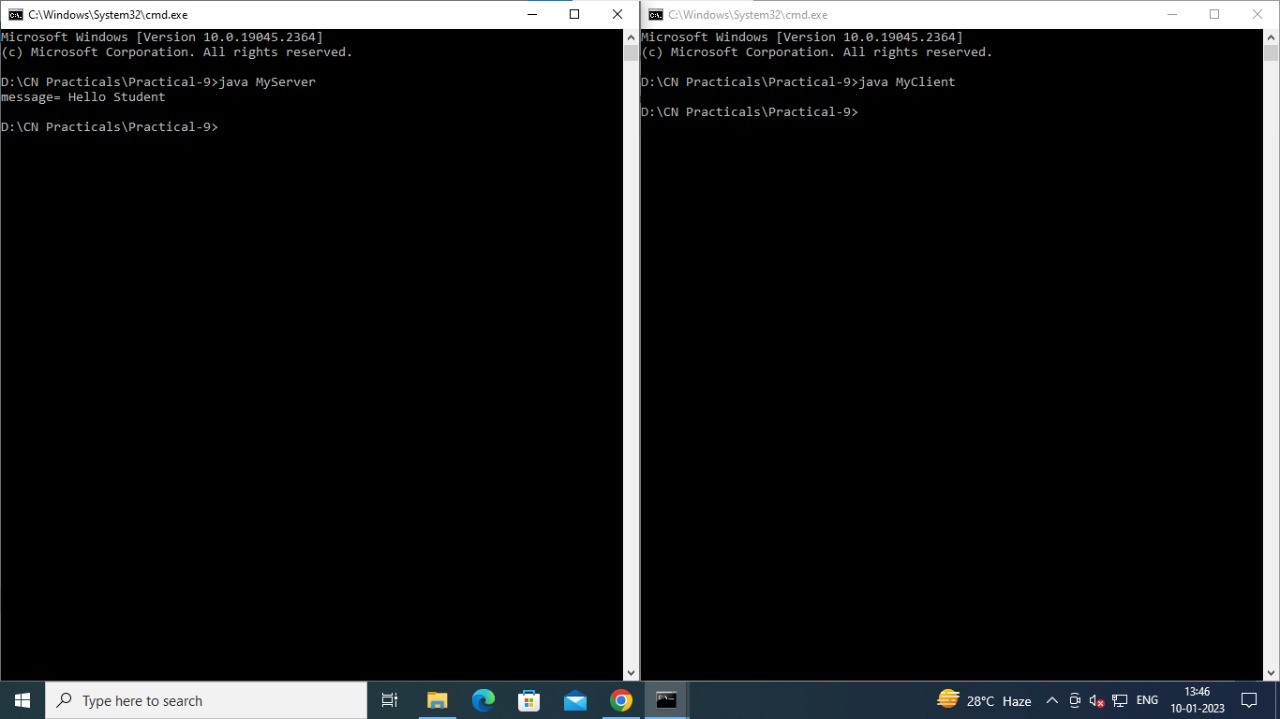 C:\Windows\System32\cmd.exe
Microsoft Windows [Version 10.0.19045.2364]
(c) Microsoft Corporation. All rights reserved.
D:\CN Practicals\Practical-9>java MyServer
message= Hello Student
D:\CN Practicals\Practical-9>
C:\Windows\System32\cmd.exe
Microsoft Windows [Version 10.0.19045.2364]
(c) Microsoft Corporation. All rights reserved.
D:\CN Practicals\Practical-9>java MyClient
D:\CN Practicals\Practical-9>
Type here to search
28°C Haze
ENG
13:46
10-01-2023